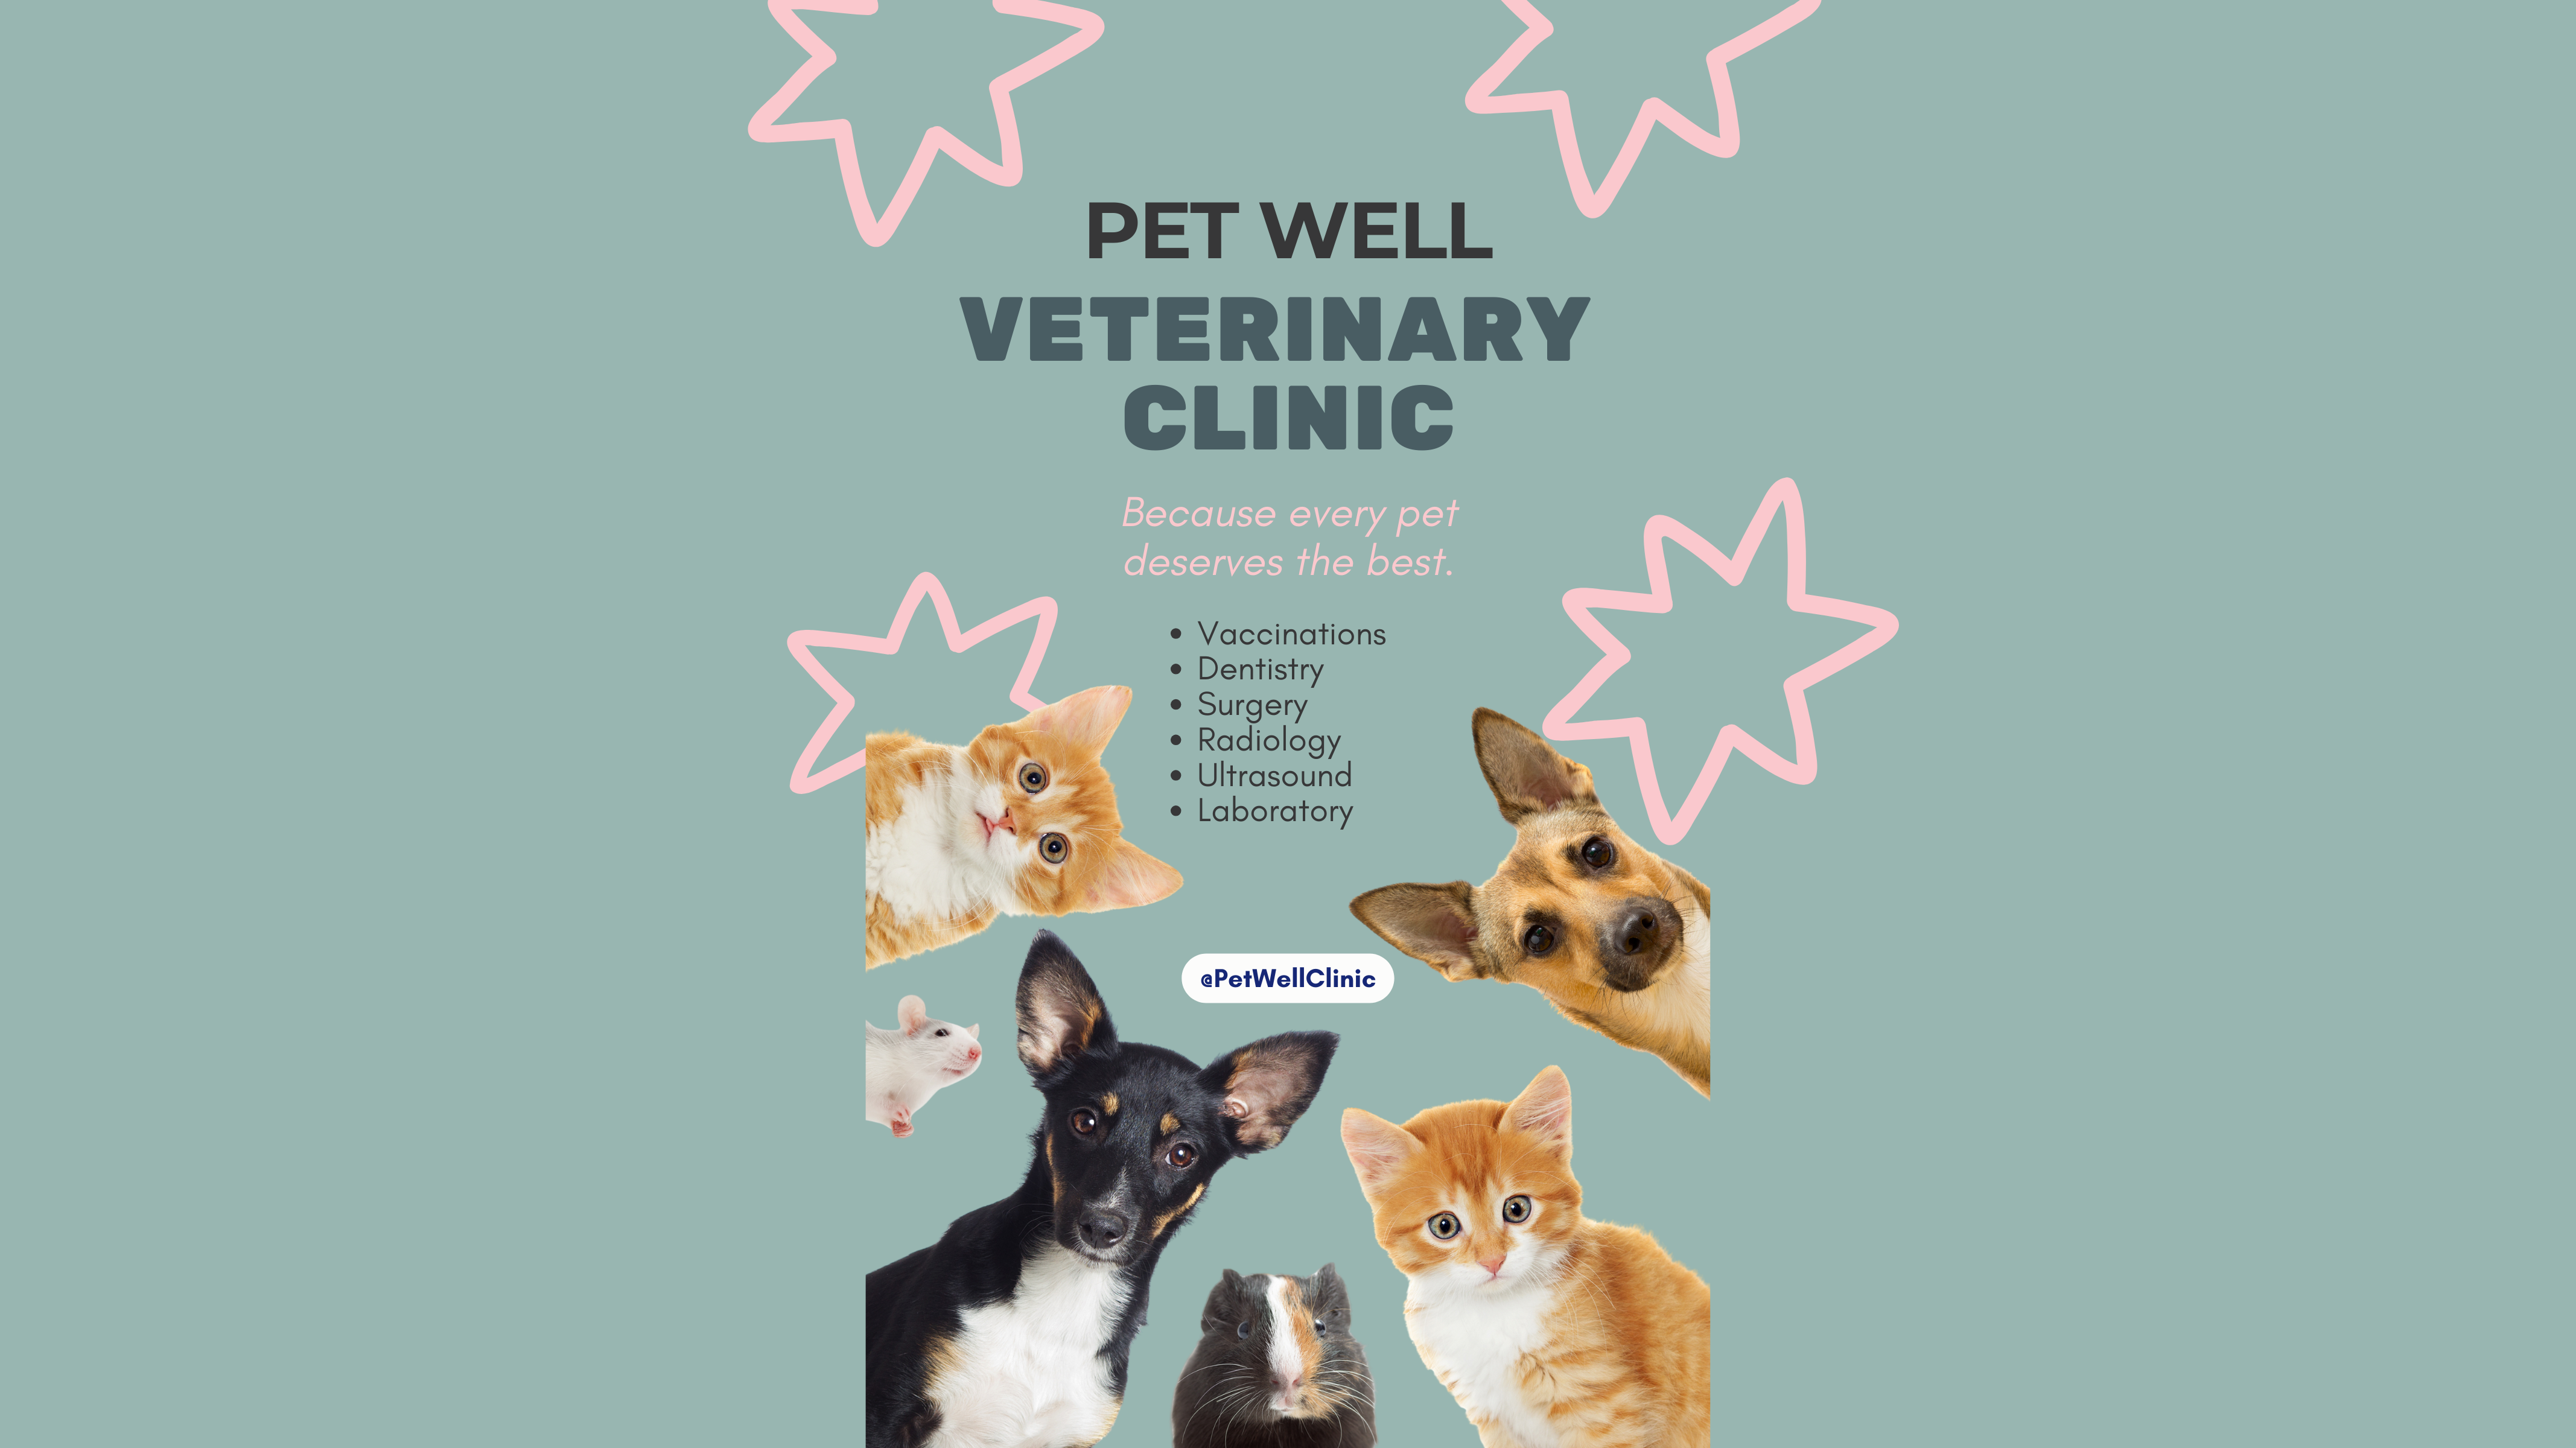 PET WELL
VETERINARY
CLINIC
Because every pet
deserves the best.
• Vaccinations
• Dentistry
• Surgery
• Radiology
• Ultrasound
• Laboratory
@PetWellClinic